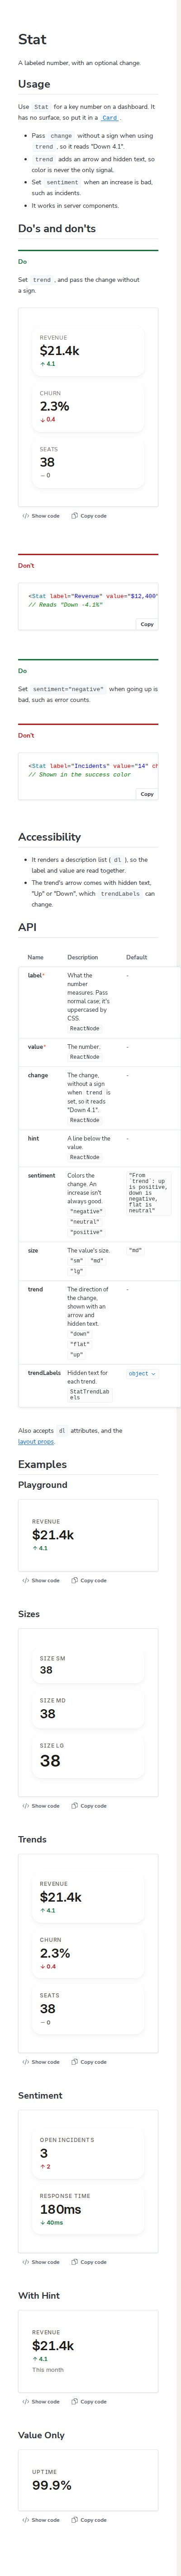 Stat
A labeled number, with an optional change.
Usage
Use Stat for a key number on a dashboard. It
has no surface, so put it in a Card.
Pass change without a sign when using
trend, so it reads "Down 4.1".
trend adds an arrow and hidden text, so
color is never the only signal.
Set sentiment when an increase is bad,
such as incidents.
It works in server components.
Do's and don'ts
Do
Set trend, and pass the change without
a sign.
REVENUE
$21.4k
↑ 4.1
CHURN
2.3%
↓ 0.4
SEATS
38
– 0
Show code Copy code
Don't
<Stat label="Revenue" value="$12,400"
// Reads "Down -4.1%"
Copy
Do
Set sentiment="negative" when going up is
bad, such as error counts.
Don't
<Stat label="Incidents" value="14" ch
// Shown in the success color
Copy
Accessibility
It renders a description list (dl), so the
label and value are read together.
The trend's arrow comes with hidden text,
"Up" or "Down", which trendLabels can
change.
API
Name Description Default
label* What the -
number
measures. Pass
normal case; it's
uppercased by
CSS.
ReactNode
value* The number. -
ReactNode
change The change, -
without a sign
when trend is
set, so it reads
"Down 4.1".
ReactNode
hint A line below the -
value.
ReactNode
sentiment Colors the "From
change. An `trend`: up
increase isn't is positive,
always good. down is
"negative" negative,
"neutral" flat is
"positive" neutral"
size The value's size. "md"
"sm" "md"
"lg"
trend The direction of -
the change,
shown with an
arrow and
hidden text.
"down"
"flat"
"up"
trendLabels Hidden text for object
each trend.
StatTrendLab
els
Also accepts dl attributes, and the
layout props.
Examples
Playground
REVENUE
$21.4k
↑ 4.1
Show code Copy code
Sizes
SIZE SM
38
SIZE MD
38
SIZE LG
38
Show code Copy code
Trends
REVENUE
$21.4k
↑ 4.1
CHURN
2.3%
↓ 0.4
SEATS
38
– 0
Show code Copy code
Sentiment
OPEN INCIDENTS
3
↑ 2
RESPONSE TIME
180ms
↓ 40ms
Show code Copy code
With Hint
REVENUE
$21.4k
↑ 4.1
This month
Show code Copy code
Value Only
UPTIME
99.9%
Show code Copy code